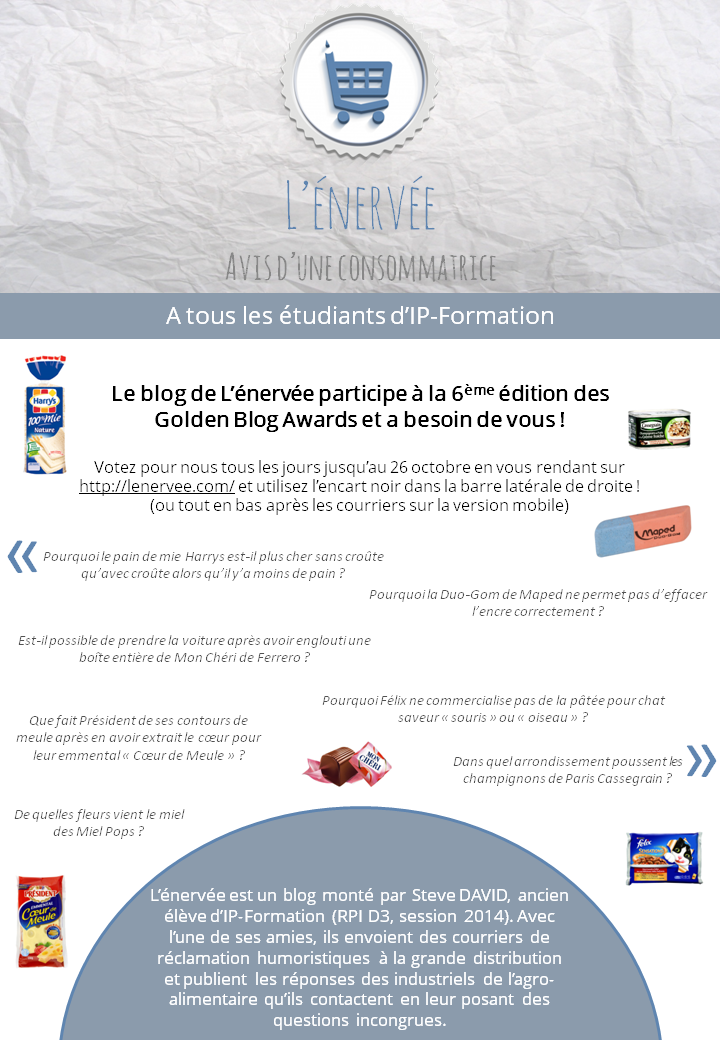 L'ÉNERVÉE
AVIS D'UNE CONSOMMATRICE
A tous les étudiants d'IP-Formation
Le blog de L'énervée participe à la 6ème édition des
Golden Blog Awards et a besoin de vous !
Votez pour nous tous les jours jusqu'au 26 octobre en vous rendant sur
http://lenervee.com/ et utilisez l'encart noir dans la barre latérale de droite !
(ou tout en bas après les courriers sur la version mobile)
Harrys
100% Mie
Nature
Cassegrain
Maped
« Pourquoi le pain de mie Harrys est-il plus cher sans croûte
qu'avec croûte alors qu'il y'a moins de pain ?
Pourquoi la Duo-Gom de Maped ne permet pas d'effacer
l'encre correctement ?
Est-il possible de prendre la voiture après avoir englouti une
boîte entière de Mon Chéri de Ferrero ?
Pourquoi Félix ne commercialise pas de la pâtée pour chat
saveur « souris » ou « oiseau » ?
Que fait Président de ses contours de
meule après en avoir extrait le cœur pour
leur emmental « Cœur de Meule » ?
MON CHÉRI
Dans quel arrondissement poussent les
champignons de Paris Cassegrain ? »
De quelles fleurs vient le miel
des Miel Pops ?
felix
PRÉSIDENT
EMMENTAL
Cœur de
Meule
L'énervée est un blog monté par Steve DAVID, ancien
élève d'IP-Formation (RPI D3, session 2014). Avec
l'une de ses amies, ils envoient des courriers de
réclamation humoristiques à la grande distribution
et publient les réponses des industriels de l'agro-
alimentaire qu'ils contactent en leur posant des
questions incongrues.